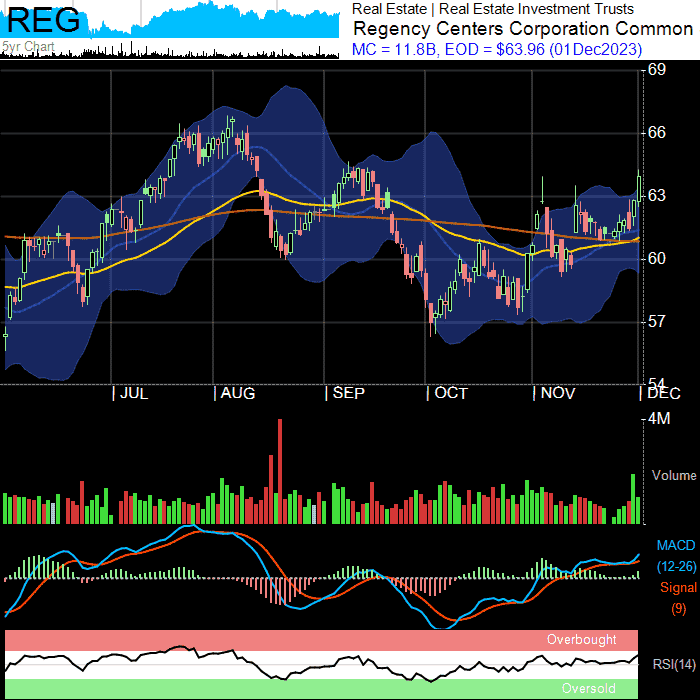 REG
5yr Chart
Real Estate | Real Estate Investment Trusts
Regency Centers Corporation Common
MC = 11.8B, EOD = $63.96 (01Dec2023)
69
66
63
60
57
54
JUL
AUG
SEP
OCT
NOV
DEC
4M
Volume
MACD
(12-26)
Signal
(9)
Overbought
RSI(14)
Oversold